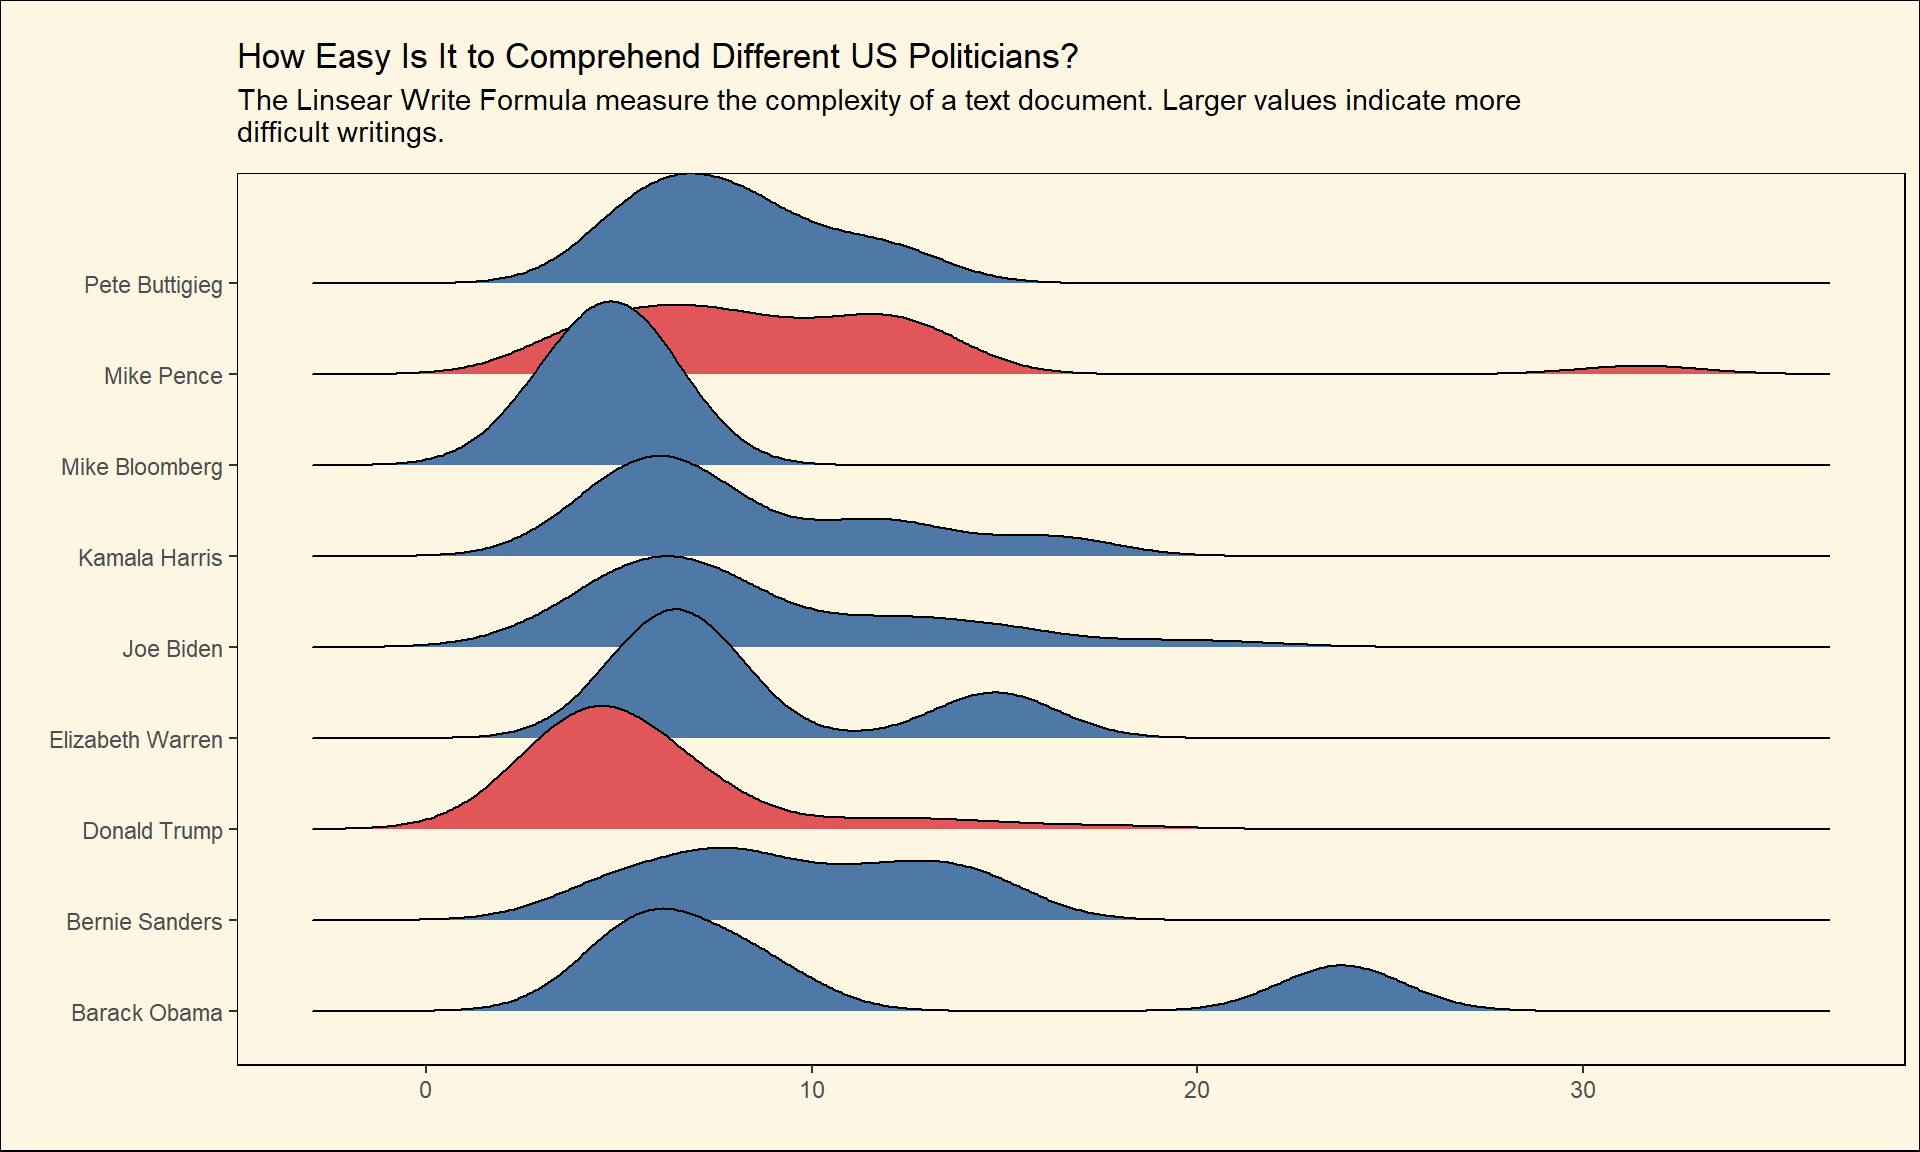 How Easy Is It to Comprehend Different US Politicians?
The Linsear Write Formula measure the complexity of a text document. Larger values indicate more
difficult writings.
Pete Buttigieg
Mike Pence
Mike Bloomberg
Kamala Harris
Joe Biden
Elizabeth Warren
Donald Trump
Bernie Sanders
Barack Obama
0 10 20 30